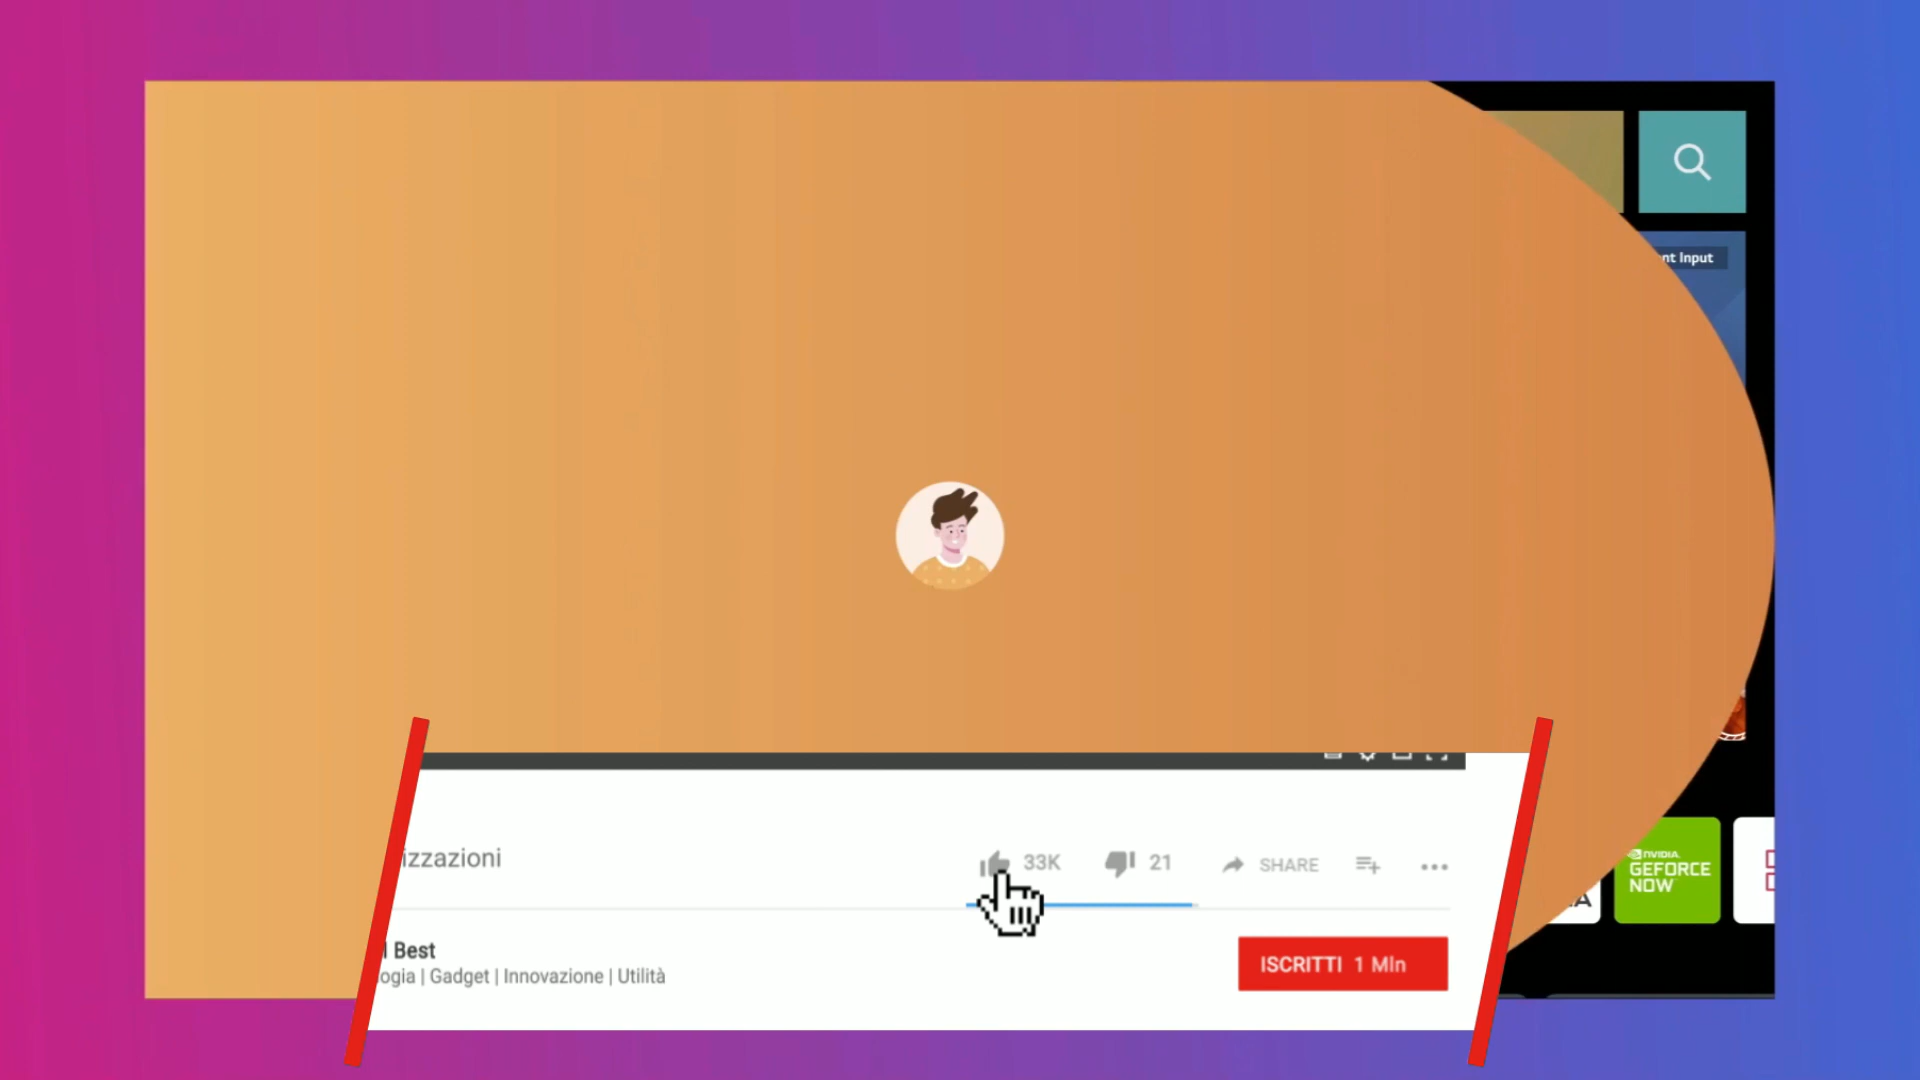 nt Input
izzazioni
33K
21
SHARE
NVIDIA.
GEFORCE
NOW
A
Best
ogia | Gadget | Innovazione | Utilità
ISCRITTI 1 Mln